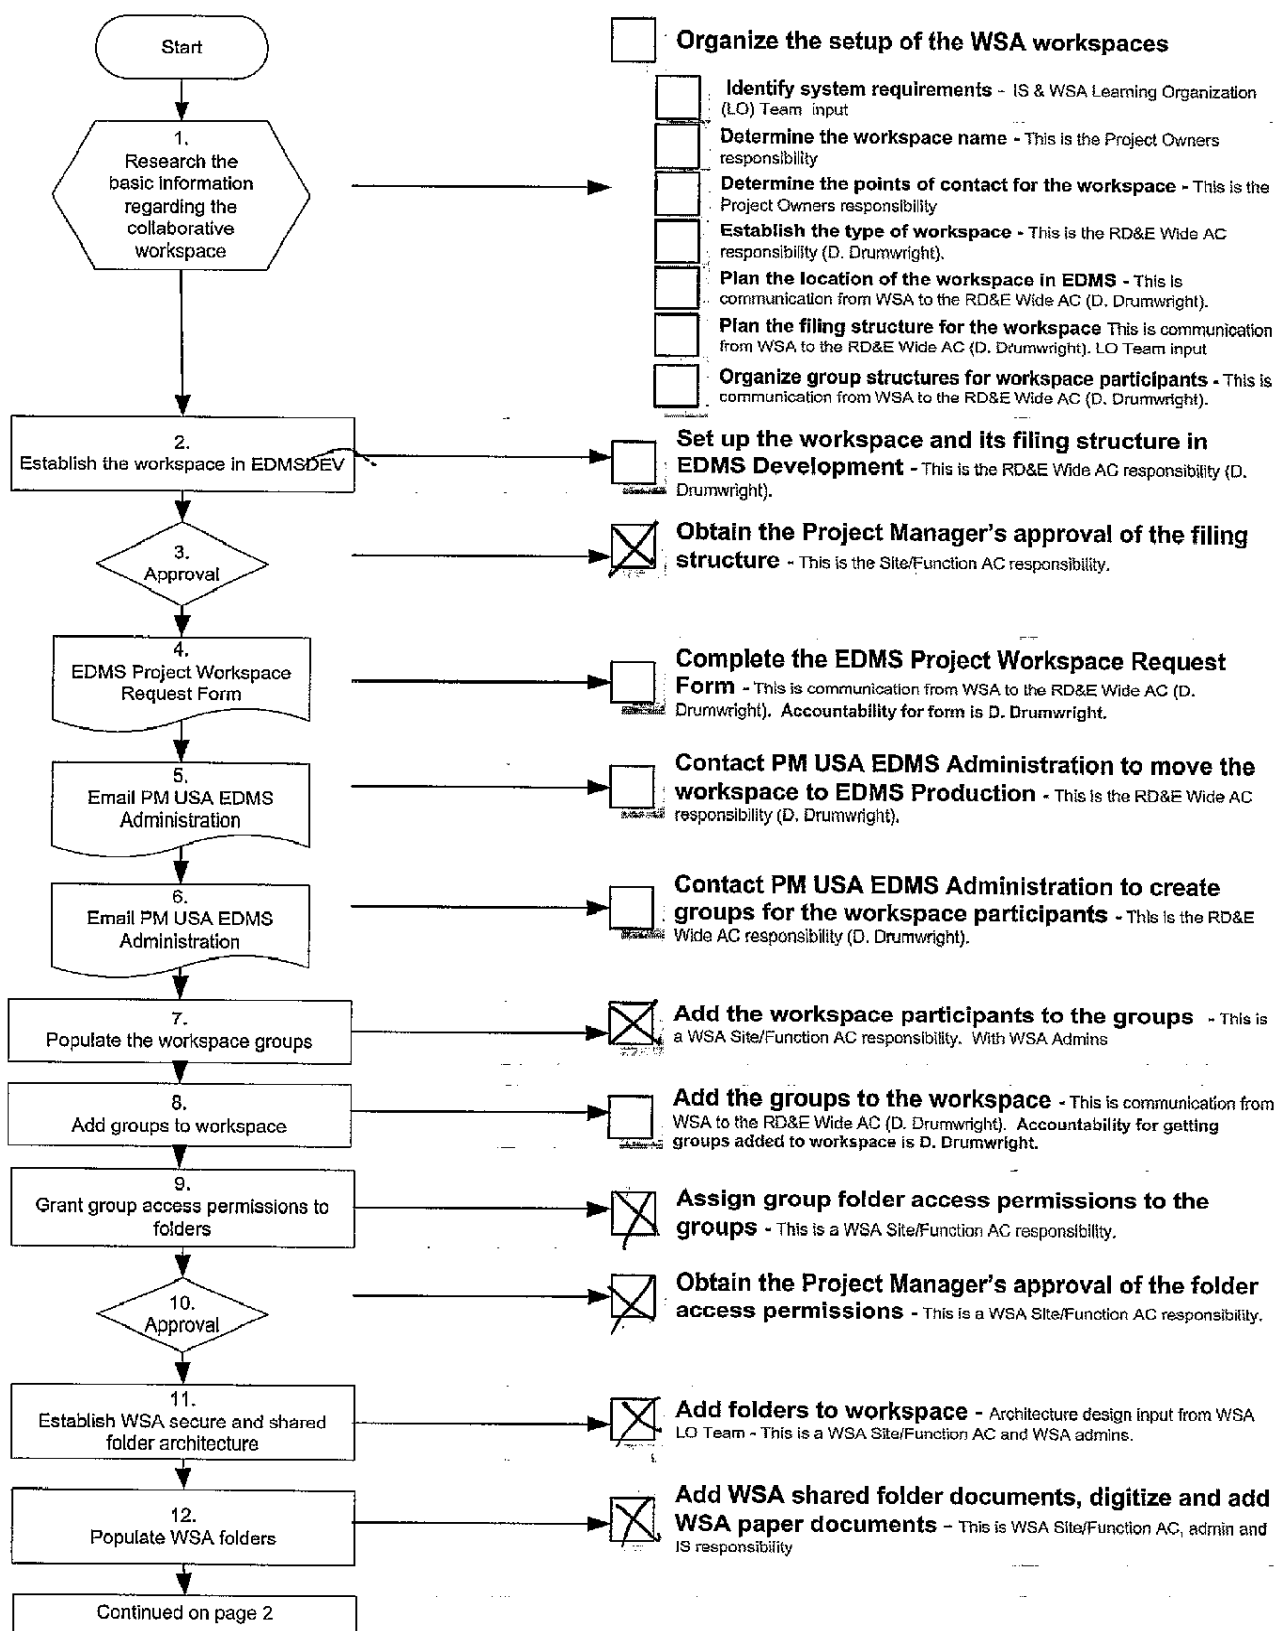 Start
Organize the setup of the WSA workspaces
Identify system requirements - IS & WSA Learning Organization
(LO) Team input
1.
Research the
basic information
regarding the
collaborative
workspace
Determine the workspace name - This is the Project Owners
responsibility
Determine the points of contact for the workspace - This is the
Project Owners responsibility
Establish the type of workspace - This is the RD&E Wide AC
responsibility (D. Drumwright).
Plan the location of the workspace in EDMS - This is
communication from WSA to the RD&E Wide AC (D. Drumwright).
Plan the filing structure for the workspace This is communication
from WSA to the RD&E Wide AC (D. Drumwright). LO Team input
Organize group structures for workspace participants - This is
communication from WSA to the RD&E Wide AC (D. Drumwright).
2.
Establish the workspace in EDMSDEV
Set up the workspace and its filing structure in
EDMS Development - This is the RD&E Wide AC responsibility (D.
Drumwright).
3.
Approval
Obtain the Project Manager's approval of the filing
structure - This is the Site/Function AC responsibility.
4.
EDMS Project Workspace
Request Form
Complete the EDMS Project Workspace Request
Form - This is communication from WSA to the RD&E Wide AC (D.
Drumwright). Accountability for form is D. Drumwright.
5.
Email PM USA EDMS
Administration
Contact PM USA EDMS Administration to move the
workspace to EDMS Production - This is the RD&E Wide AC
responsibility (D. Drumwright).
6.
Email PM USA EDMS
Administration
Contact PM USA EDMS Administration to create
groups for the workspace participants - This is the RD&E
Wide AC responsibility (D. Drumwright).
7.
Populate the workspace groups
Add the workspace participants to the groups - This is
a WSA Site/Function AC responsibility. With WSA Admins
8.
Add groups to workspace
Add the groups to the workspace - This is communication from
WSA to the RD&E Wide AC (D. Drumwright). Accountability for getting
groups added to workspace is D. Drumwright.
9.
Grant group access permissions to
folders
Assign group folder access permissions to the
groups - This is a WSA Site/Function AC responsibility.
10.
Approval
Obtain the Project Manager's approval of the folder
access permissions - This is a WSA Site/Function AC responsibility.
11.
Establish WSA secure and shared
folder architecture
Add folders to workspace - Architecture design input from WSA
LO Team - This is a WSA Site/Function AC and WSA admins.
12.
Populate WSA folders
Add WSA shared folder documents, digitize and add
WSA paper documents - This is WSA Site/Function AC, admin and
IS responsibility
Continued on page 2